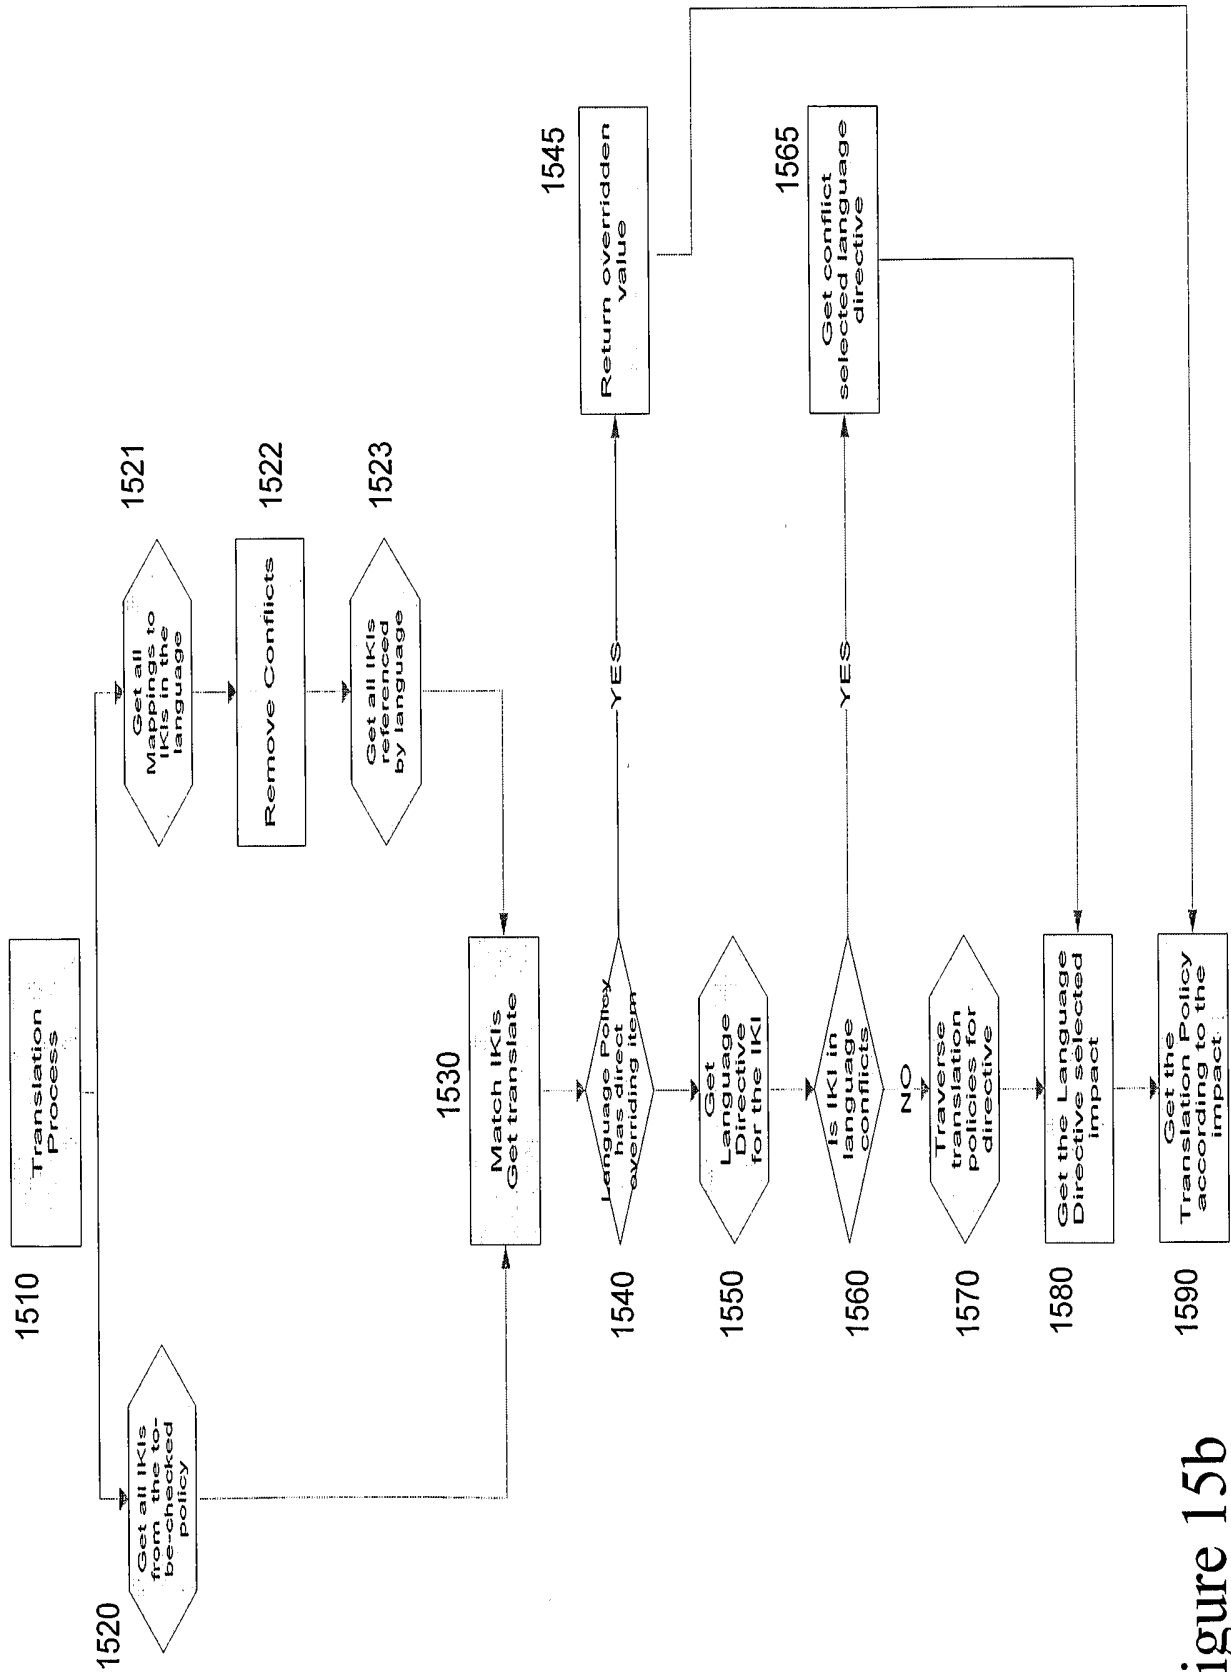 1510
Translation
Process
1520
Get all IKIs
from the to-
be-checked
policy
1521
Get all
Mappings to
IKIs in the
language
1522
Remove Conflicts
1523
Get all IKIs
referenced
by language
1530
Match IKIs
Get translate
1540
Language Policy
has direct
overriding item
YES
1545
Return overridden
value
1550
Get
Language
Directive
for the IKI
1560
Is IKI in
language
conflicts
YES
1565
Get conflict
selected language
directive
NO
1570
Traverse
translation
policies for
directive
1580
Get the Language
Directive selected
impact
1590
Get the
Translation Policy
according to the
impact
igure 15b